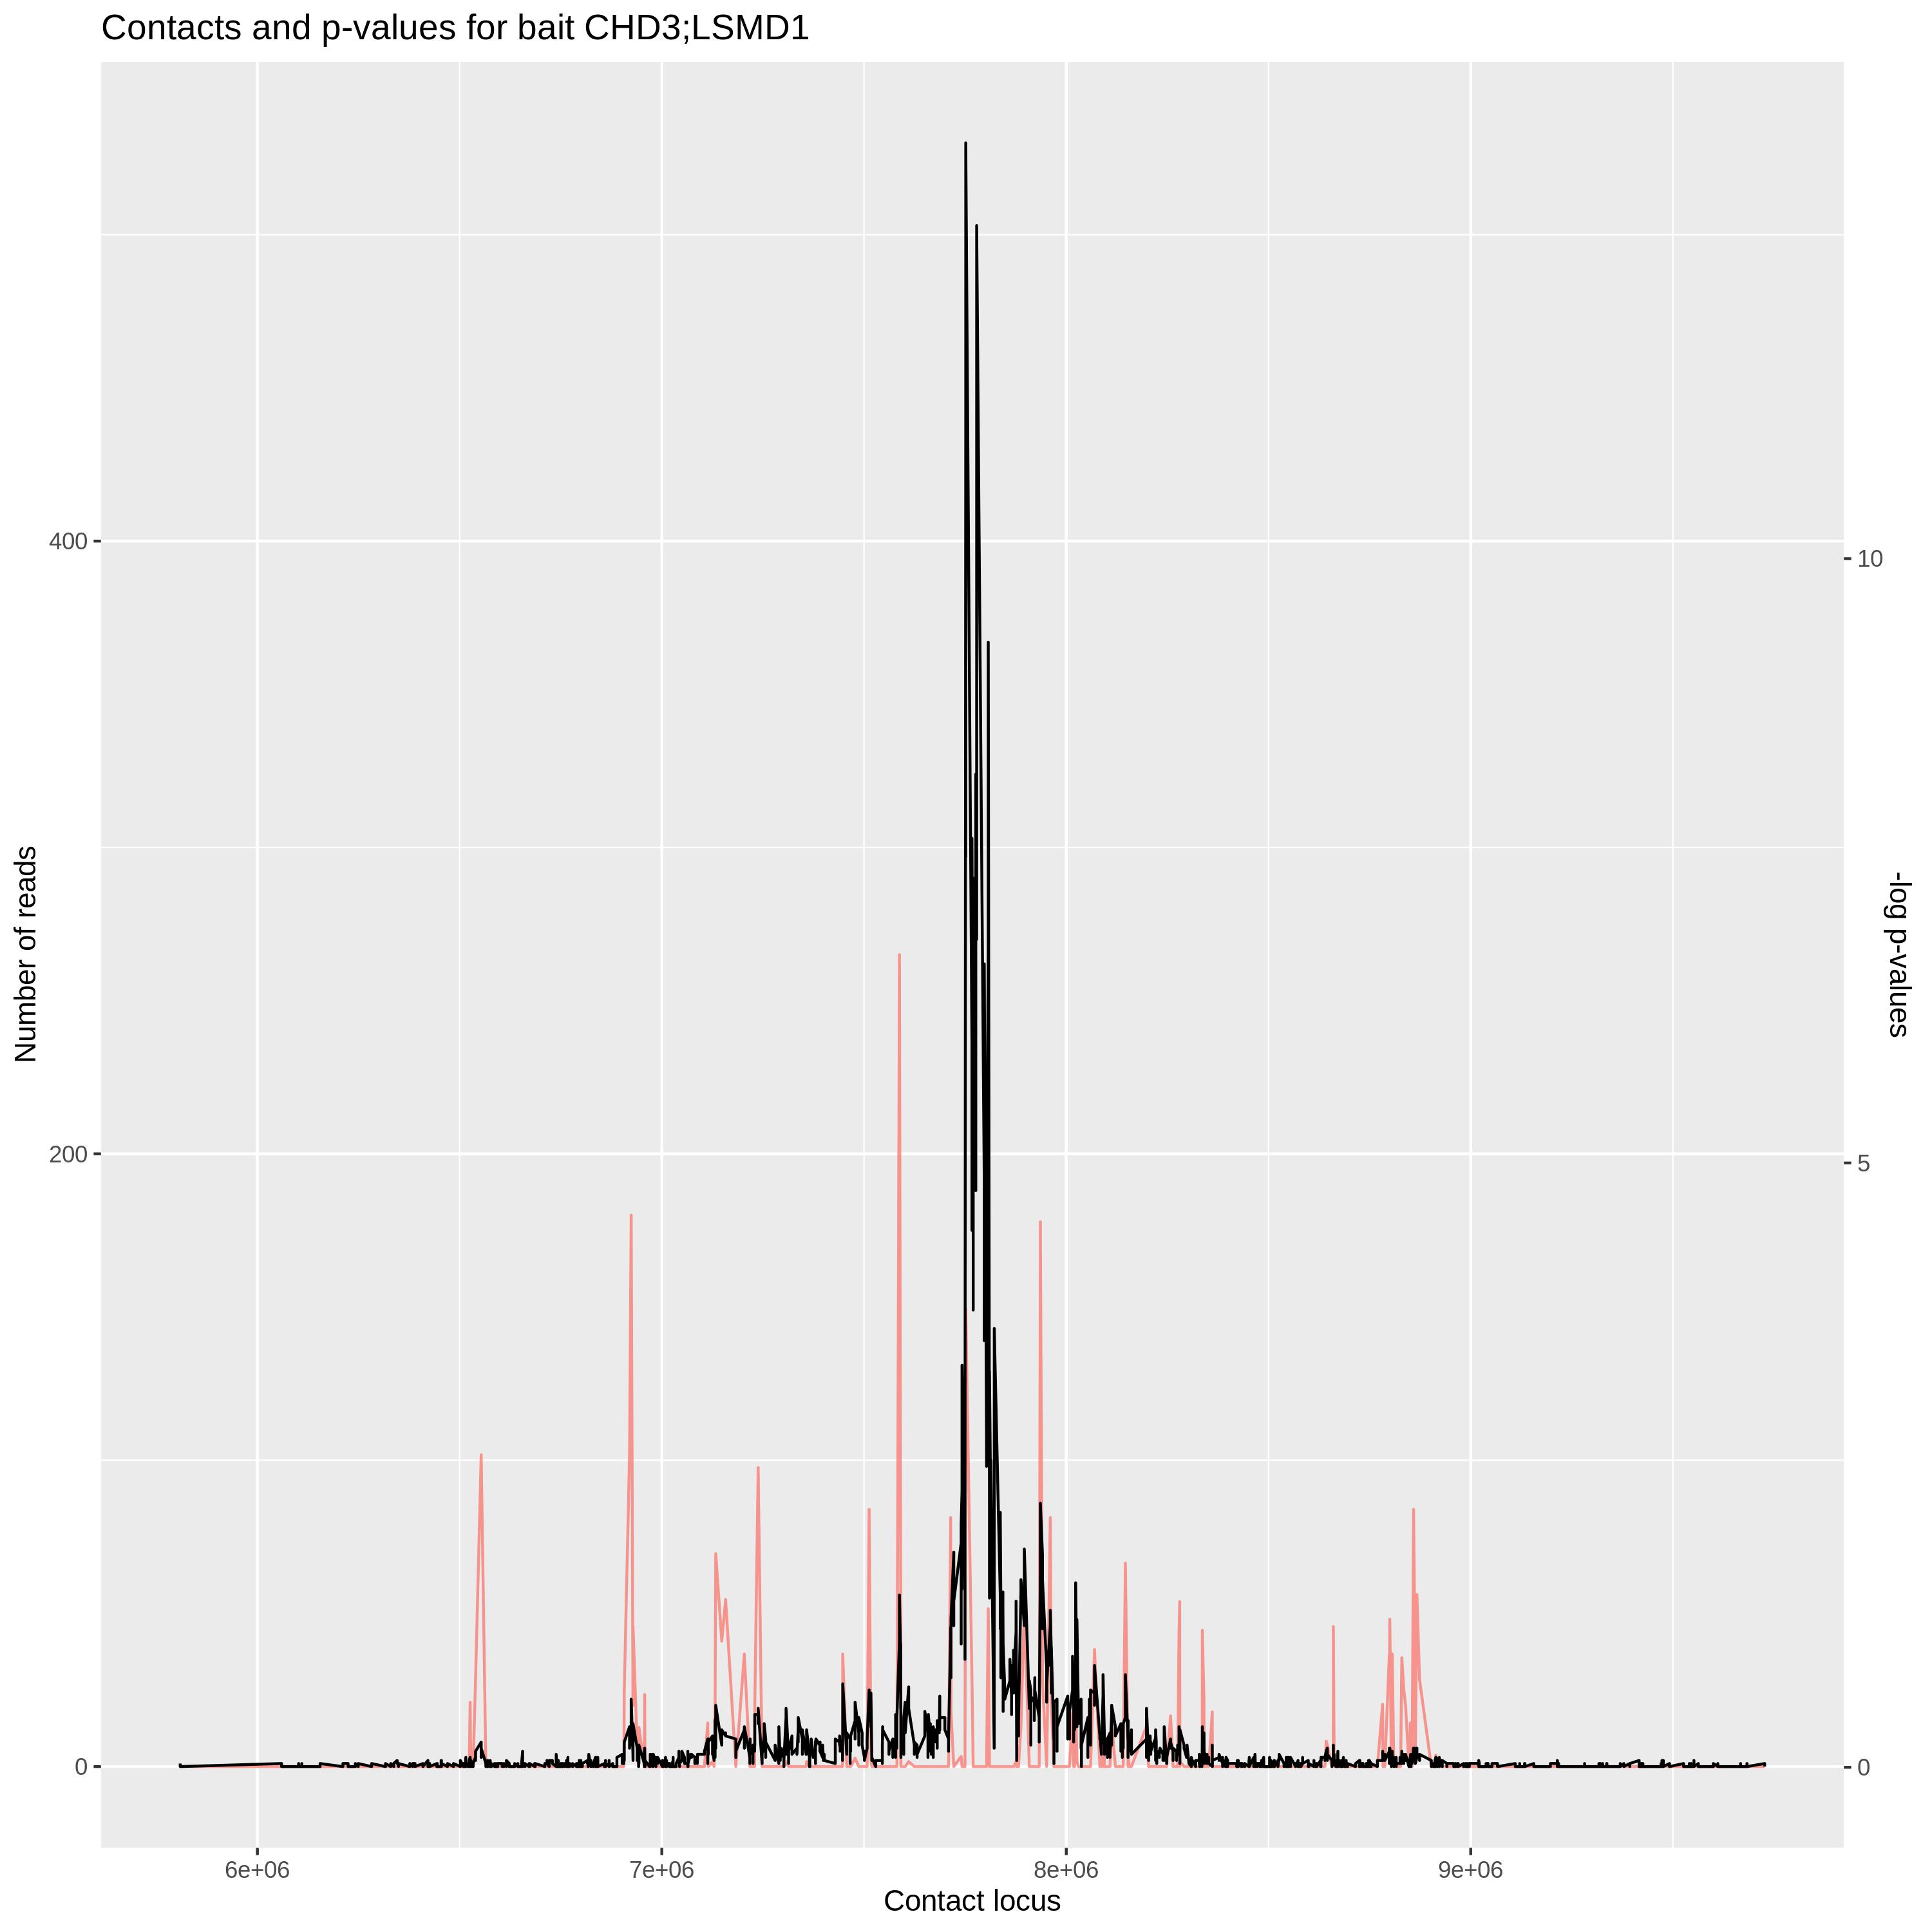 Contacts and p-values for bait CHD3;LSMD1
Number of reads
400
200
0
10
5
0
-log p-values
6e+06 7e+06 8e+06 9e+06
Contact locus